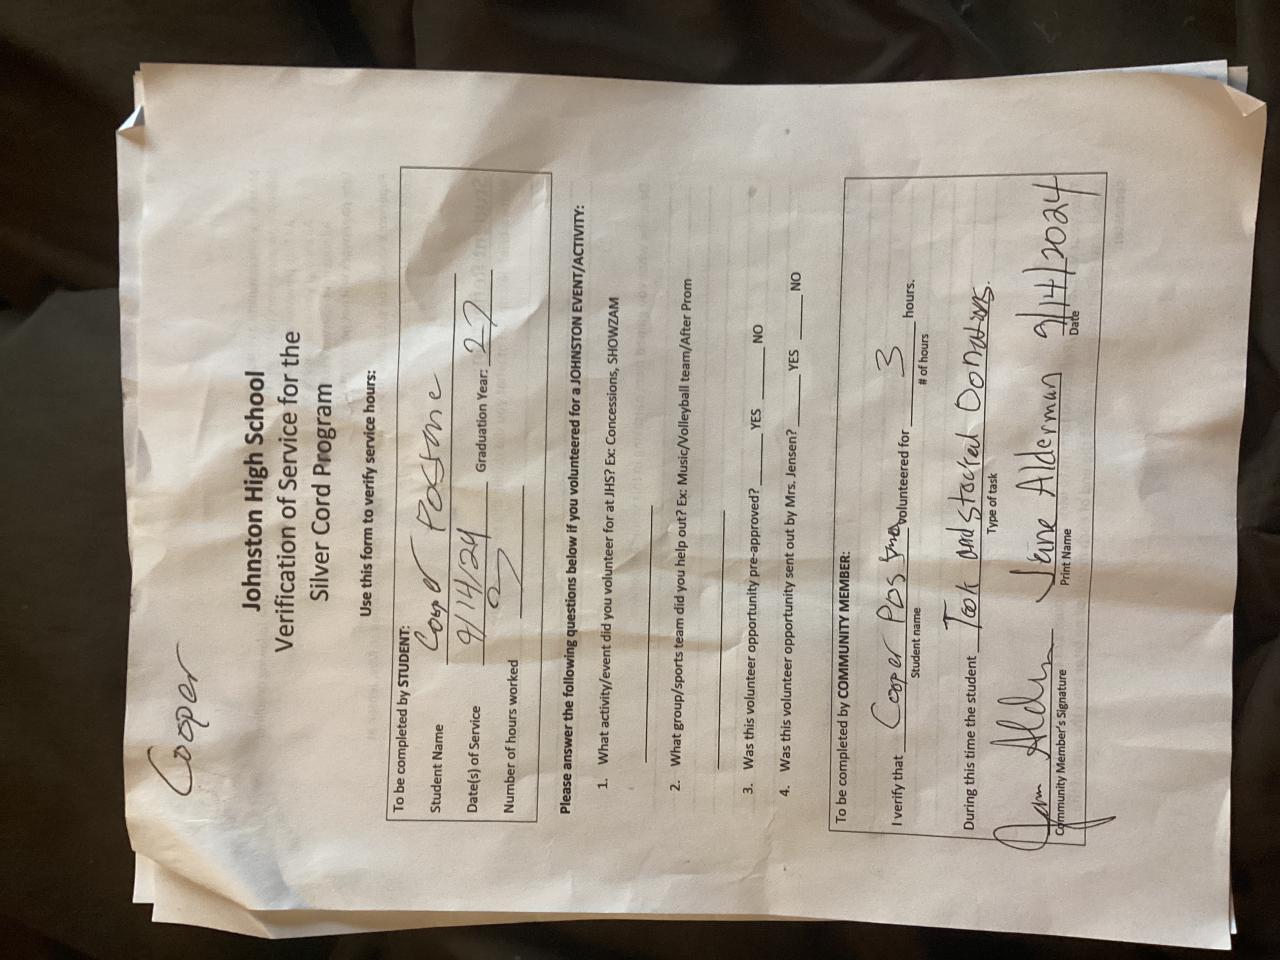 Cooper
Johnston High School
Verification of Service for the
Silver Cord Program
Use this form to verify service hours:
To be completed by STUDENT:
Student Name Cooper Postma
Date(s) of Service 9/14/24 Graduation Year: 27
Number of hours worked
Please answer the following questions below if you volunteered for a JOHNSTON EVENT/ACTIVITY:
1. What activity/event did you volunteer for at JHS? Ex: Concessions, SHOWZAM
2. What group/sports team did you help out? Ex: Music/Volleyball team/After Prom
3. Was this volunteer opportunity pre-approved? ____ YES ____ NO
4. Was this volunteer opportunity sent out by Mrs. Jensen? ____ YES ____ NO
To be completed by COMMUNITY MEMBER:
I verify that Cooper Postma volunteered for 3 hours.
Student name # of hours
During this time the student Took and stacked Donations.
Type of task
Jane Alderman 9/14/2024
Community Member's Signature Print Name Date